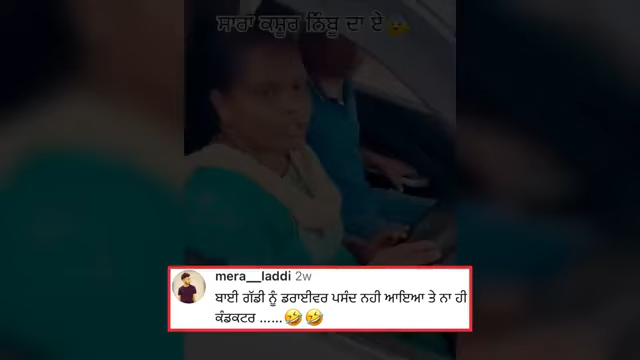 ਸਾਰਾ ਕਸੂਰ ਨਿੰਬੂ ਦਾ ਏ😥
mera__laddi 2w
ਬਾਈ ਗੱਡੀ ਨੂੰ ਡਰਾਈਵਰ ਪਸੰਦ ਨਹੀ ਆਇਆ ਤੇ ਨਾ ਹੀ
ਕੰਡਕਟਰ ......🤣🤣